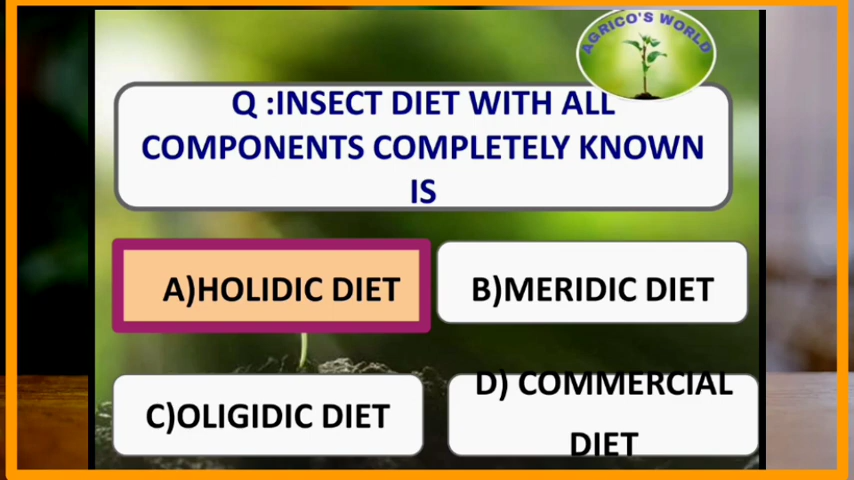 AGRICO'S WORLD
Q :INSECT DIET WITH ALL
COMPONENTS COMPLETELY KNOWN
IS
A)HOLIDIC DIET
B)MERIDIC DIET
C)OLIGIDIC DIET
D) COMMERCIAL
DIET